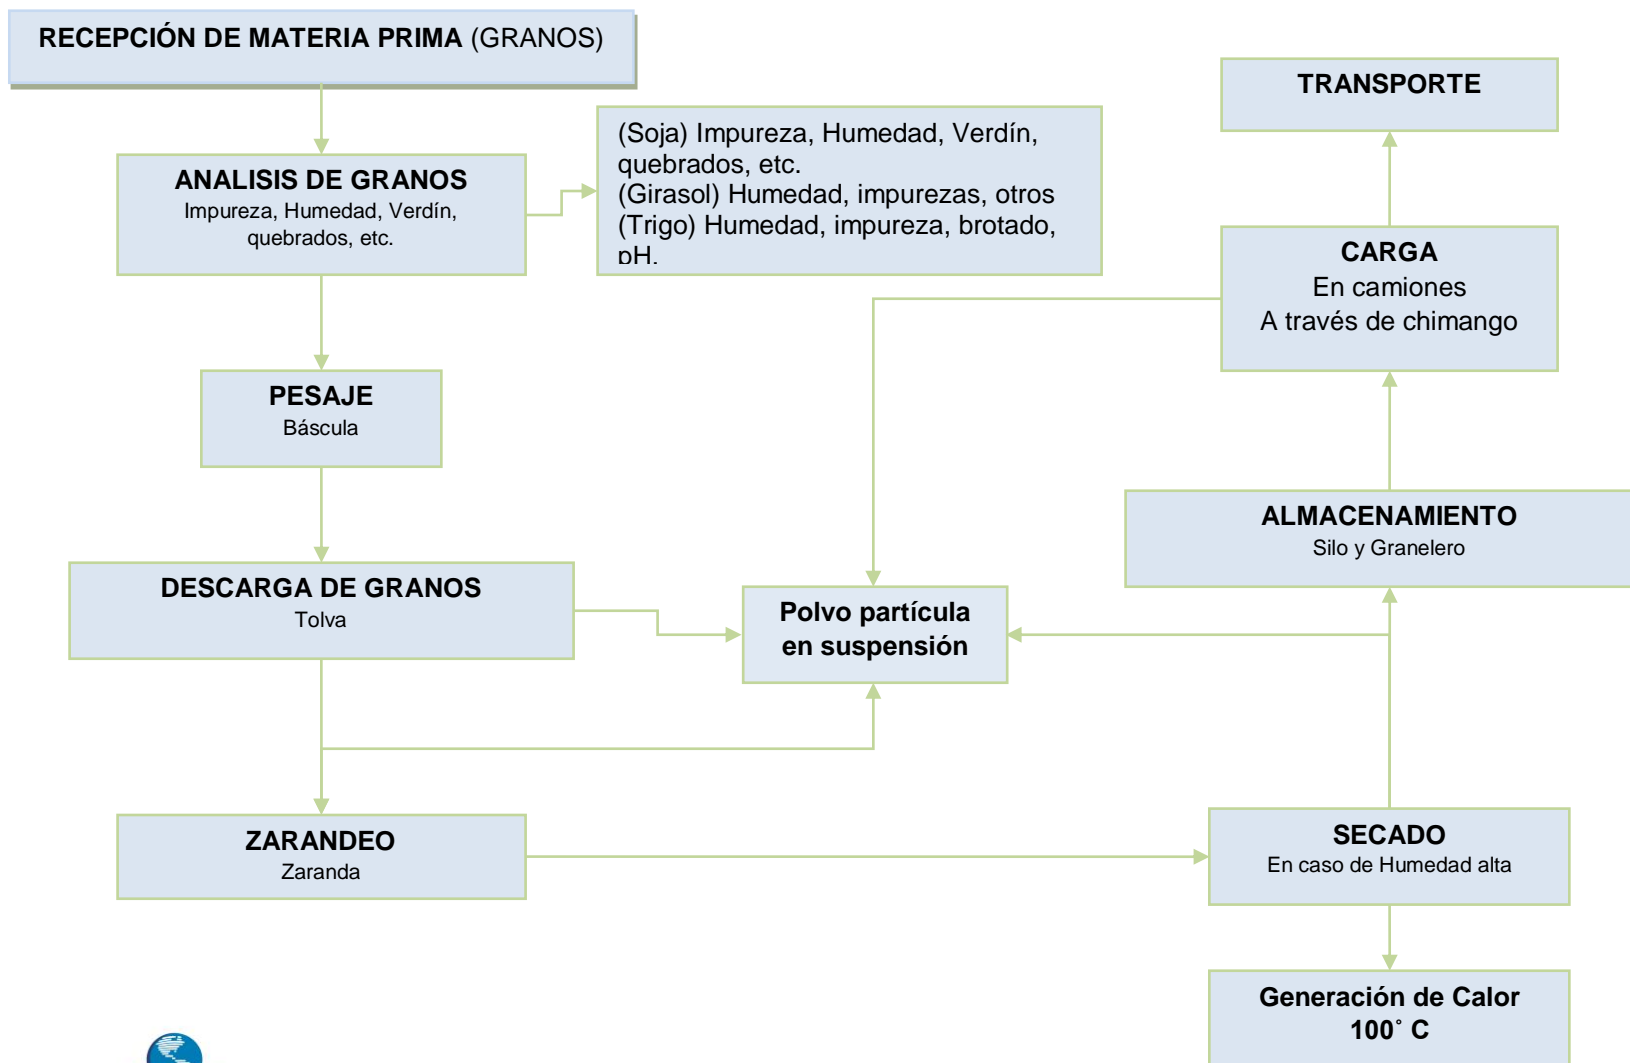 RECEPCIÓN DE MATERIA PRIMA (GRANOS)
ANALISIS DE GRANOS
Impureza, Humedad, Verdín,
quebrados, etc.
(Soja) Impureza, Humedad, Verdín,
quebrados, etc.
(Girasol) Humedad, impurezas, otros
(Trigo) Humedad, impureza, brotado,
pH.
PESAJE
Báscula
DESCARGA DE GRANOS
Tolva
Polvo partícula
en suspensión
ZARANDEO
Zaranda
TRANSPORTE
CARGA
En camiones
A través de chimango
ALMACENAMIENTO
Silo y Granelero
SECADO
En caso de Humedad alta
Generación de Calor
100˚ C